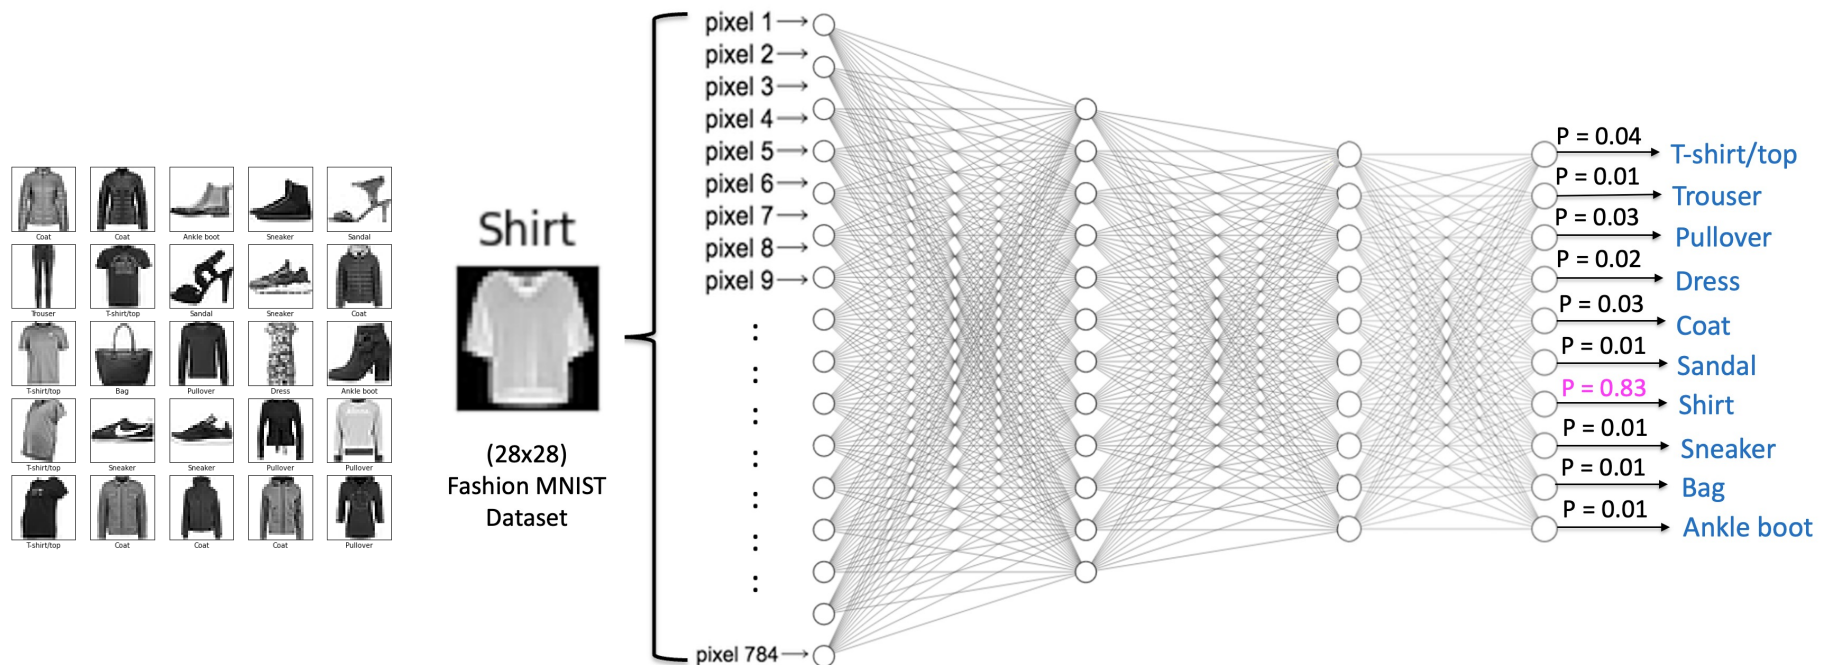 Coat
Coat
Ankle boot
Sneaker
Sandal
Trouser
T-shirt/top
Sandal
Sneaker
Coat
T-shirt/top
Bag
Pullover
Dress
Ankle boot
T-shirt/top
Sneaker
Sneaker
Pullover
Pullover
T-shirt/top
Coat
Coat
Coat
Pullover
Shirt
(28x28)
Fashion MNIST
Dataset
pixel 1
pixel 2
pixel 3
pixel 4
pixel 5
pixel 6
pixel 7
pixel 8
pixel 9
:
:
:
:
:
:
:
pixel 784
P = 0.04
T-shirt/top
P = 0.01
Trouser
P = 0.03
Pullover
P = 0.02
Dress
P = 0.03
Coat
P = 0.01
Sandal
P = 0.83
Shirt
P = 0.01
Sneaker
P = 0.01
Bag
P = 0.01
Ankle boot